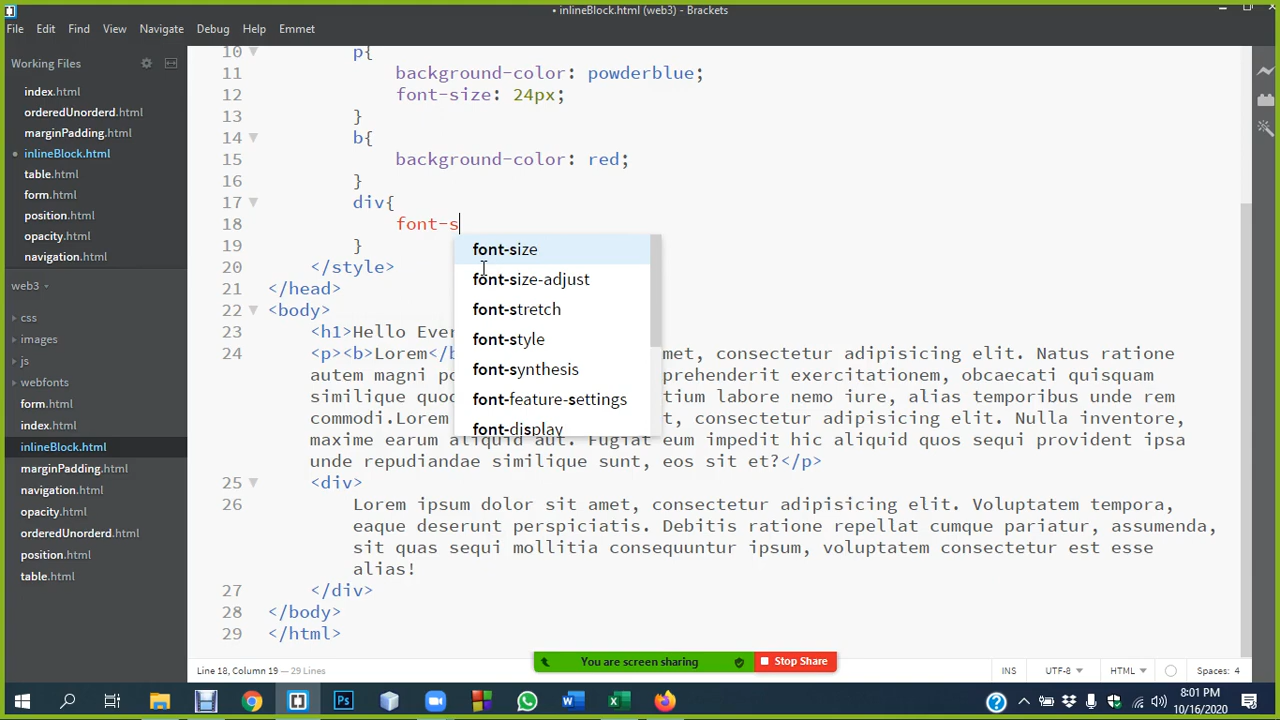 • inlineBlock.html (web3) - Brackets
File Edit Find View Navigate Debug Help Emmet
Working Files
index.html
orderedUnorderd.html
marginPadding.html
inlineBlock.html
table.html
form.html
position.html
opacity.html
navigation.html
web3
css
images
js
webfonts
form.html
index.html
inlineBlock.html
marginPadding.html
navigation.html
opacity.html
orderedUnorderd.html
position.html
table.html
10 p{
11 background-color: powderblue;
12 font-size: 24px;
13 }
14 b{
15 background-color: red;
16 }
17 div{
18 font-s
19 }
20 </style>
21 </head>
22 <body>
23 <h1>Hello Ever
24 <p><b>Lorem</b met, consectetur adipisicing elit. Natus ratione
autem magni po prehenderit exercitationem, obcaecati quisquam
similique quo tium labore nemo iure, alias temporibus unde rem
commodi.Lorem t, consectetur adipisicing elit. Nulla inventore,
maxime earum aliquid aut. Fugiat eum impedit hic aliquid quos sequi provident ipsa
unde repudiandae similique sunt, eos sit et?</p>
25 <div>
26 Lorem ipsum dolor sit amet, consectetur adipisicing elit. Voluptatem tempora,
eaque deserunt perspiciatis. Debitis ratione repellat cumque pariatur, assumenda,
sit quas sequi mollitia consequuntur ipsum, voluptatem consectetur est esse
alias!
27 </div>
28 </body>
29 </html>
font-size
font-size-adjust
font-stretch
font-style
font-synthesis
font-feature-settings
font-display
You are screen sharing Stop Share
Line 18, Column 19 — 29 Lines
INS UTF-8 HTML Spaces: 4
8:01 PM
10/16/2020